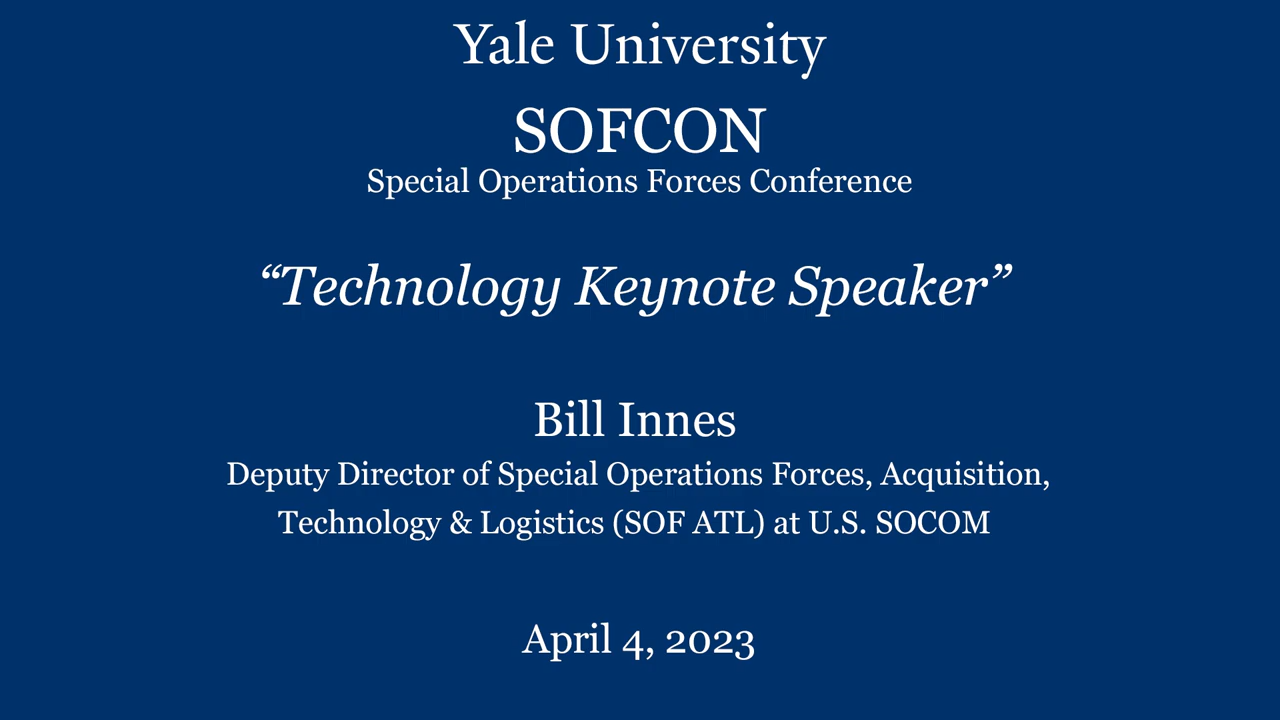 Yale University
SOFCON
Special Operations Forces Conference
“Technology Keynote Speaker”
Bill Innes
Deputy Director of Special Operations Forces, Acquisition,
Technology & Logistics (SOF ATL) at U.S. SOCOM
April 4, 2023